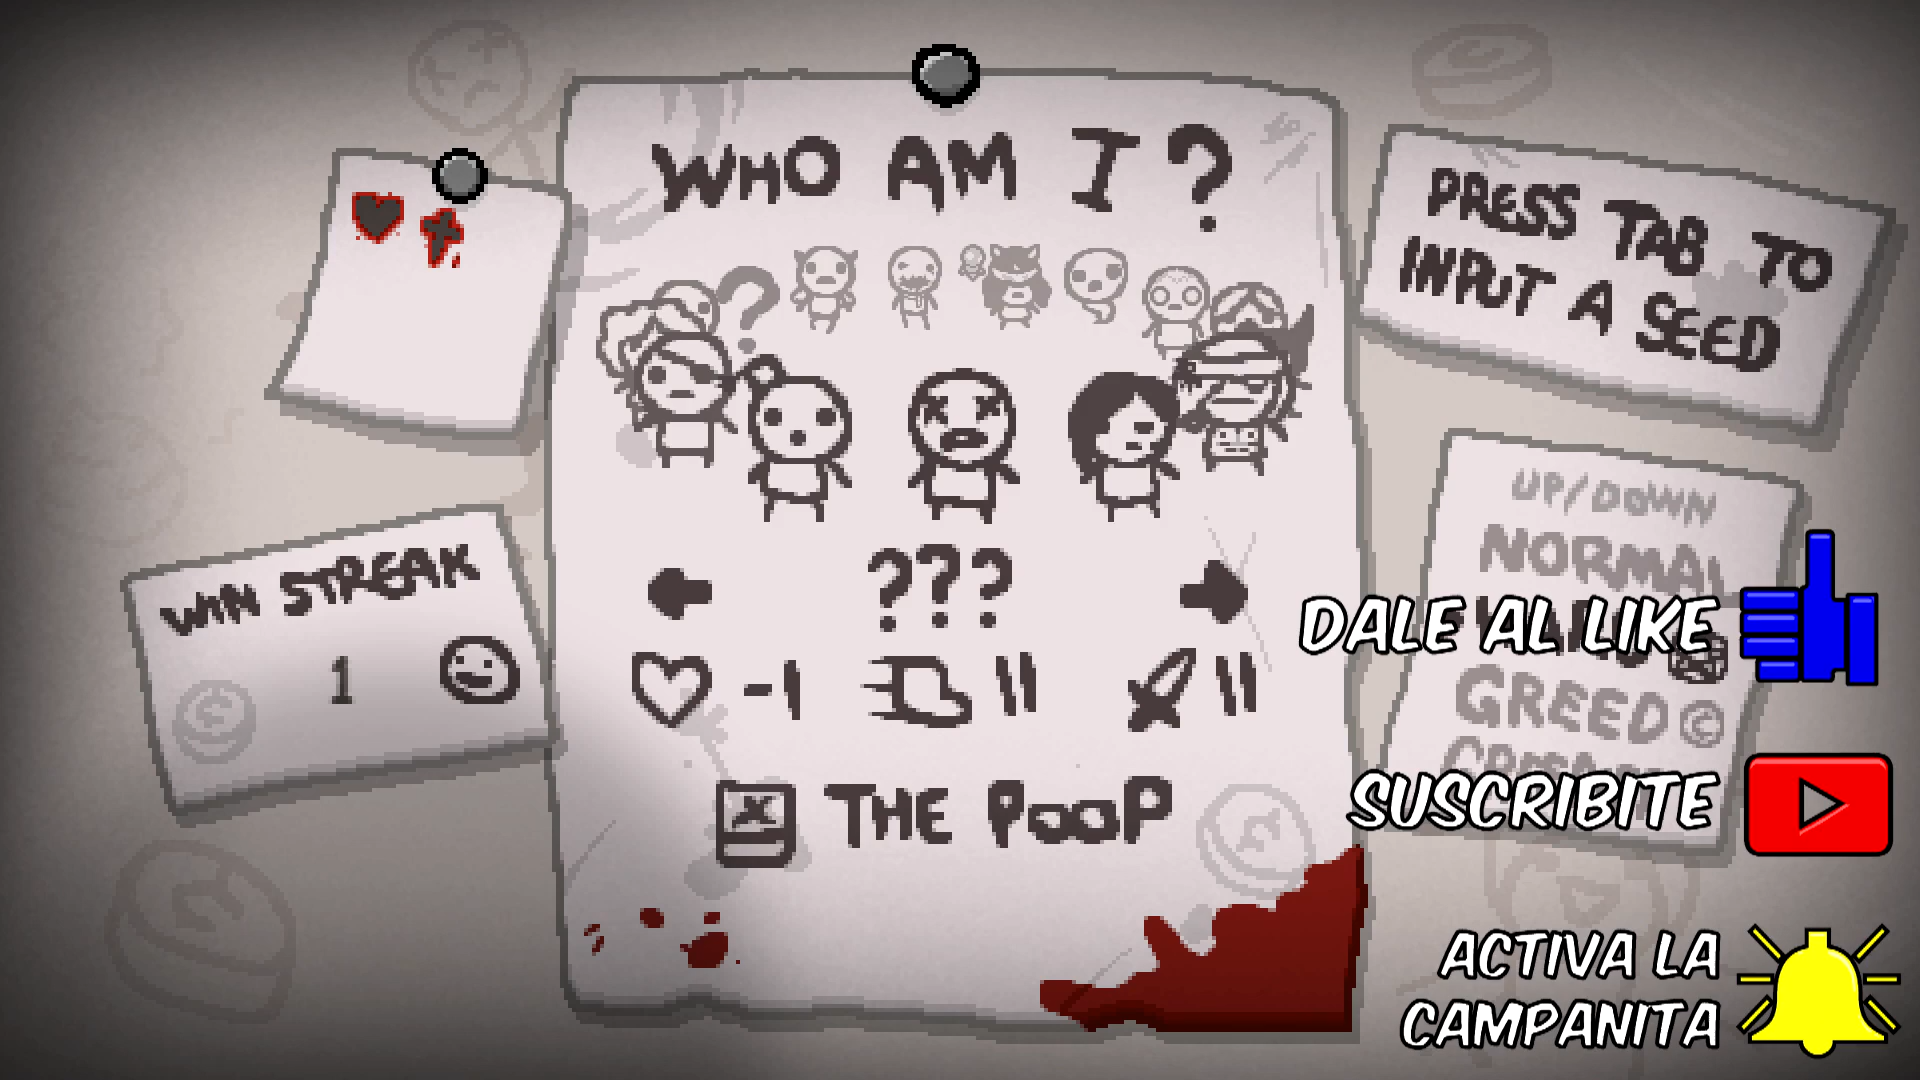 WHO AM I?
PRESS TAB TO
INPUT A SEED
WIN STREAK
1
???
-1
THE POOP
UP/DOWN
NORMAL
GREED
DALE AL LIKE
SUSCRIBITE
ACTIVA LA
CAMPANITA